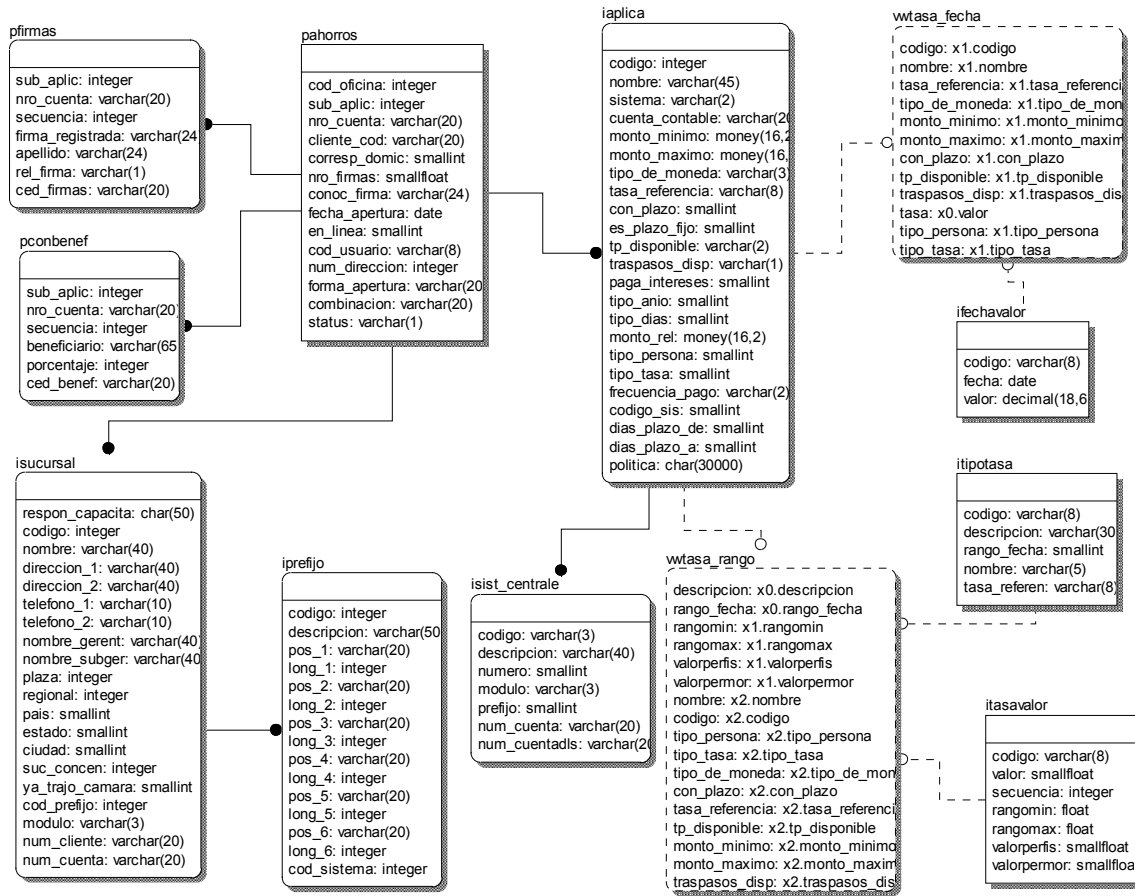 pfirmas
sub_aplic: integer
nro_cuenta: varchar(20)
secuencia: integer
firma_registrada: varchar(24
apellido: varchar(24)
rel_firma: varchar(1)
ced_firmas: varchar(20)
pahorros
cod_oficina: integer
sub_aplic: integer
nro_cuenta: varchar(20)
cliente_cod: varchar(20)
corresp_domic: smallint
nro_firmas: smallfloat
conoc_firma: varchar(24)
fecha_apertura: date
en_linea: smallint
cod_usuario: varchar(8)
num_direccion: integer
forma_apertura: varchar(20
combinacion: varchar(20)
status: varchar(1)
iaplica
codigo: integer
nombre: varchar(45)
sistema: varchar(2)
cuenta_contable: varchar(20
monto_minimo: money(16,2
monto_maximo: money(16,
tipo_de_moneda: varchar(3)
tasa_referencia: varchar(8)
con_plazo: smallint
es_plazo_fijo: smallint
tp_disponible: varchar(2)
traspasos_disp: varchar(1)
paga_intereses: smallint
tipo_anio: smallint
tipo_dias: smallint
monto_rel: money(16,2)
tipo_persona: smallint
tipo_tasa: smallint
frecuencia_pago: varchar(2)
codigo_sis: smallint
dias_plazo_de: smallint
dias_plazo_a: smallint
politica: char(30000)
vwtasa_fecha
codigo: x1.codigo
nombre: x1.nombre
tasa_referencia: x1.tasa_referenci
tipo_de_moneda: x1.tipo_de_mon
monto_minimo: x1.monto_minimo
monto_maximo: x1.monto_maxim
con_plazo: x1.con_plazo
tp_disponible: x1.tp_disponible
traspasos_disp: x1.traspasos_dis
tasa: x0.valor
tipo_persona: x1.tipo_persona
tipo_tasa: x1.tipo_tasa
pconbenef
sub_aplic: integer
nro_cuenta: varchar(20)
secuencia: integer
beneficiario: varchar(65
porcentaje: integer
ced_benef: varchar(20)
ifechavalor
codigo: varchar(8)
fecha: date
valor: decimal(18,6
isucursal
respon_capacita: char(50)
codigo: integer
nombre: varchar(40)
direccion_1: varchar(40)
direccion_2: varchar(40)
telefono_1: varchar(10)
telefono_2: varchar(10)
nombre_gerent: varchar(40)
nombre_subger: varchar(40
plaza: integer
regional: integer
pais: smallint
estado: smallint
ciudad: smallint
suc_concen: integer
ya_trajo_camara: smallint
cod_prefijo: integer
modulo: varchar(3)
num_cliente: varchar(20)
num_cuenta: varchar(20)
iprefijo
codigo: integer
descripcion: varchar(50
pos_1: varchar(20)
long_1: integer
pos_2: varchar(20)
long_2: integer
pos_3: varchar(20)
long_3: integer
pos_4: varchar(20)
long_4: integer
pos_5: varchar(20)
long_5: integer
pos_6: varchar(20)
long_6: integer
cod_sistema: integer
isist_centrale
codigo: varchar(3)
descripcion: varchar(40)
numero: smallint
modulo: varchar(3)
prefijo: smallint
num_cuenta: varchar(20)
num_cuentadls: varchar(20
vwtasa_rango
descripcion: x0.descripcion
rango_fecha: x0.rango_fecha
rangomin: x1.rangomin
rangomax: x1.rangomax
valorperfis: x1.valorperfis
valorpermor: x1.valorpermor
nombre: x2.nombre
codigo: x2.codigo
tipo_persona: x2.tipo_persona
tipo_tasa: x2.tipo_tasa
tipo_de_moneda: x2.tipo_de_mon
con_plazo: x2.con_plazo
tasa_referencia: x2.tasa_referenci
tp_disponible: x2.tp_disponible
monto_minimo: x2.monto_minimo
monto_maximo: x2.monto_maxim
traspasos_disp: x2.traspasos_dis
itipotasa
codigo: varchar(8)
descripcion: varchar(30
rango_fecha: smallint
nombre: varchar(5)
tasa_referen: varchar(8)
itasavalor
codigo: varchar(8)
valor: smallfloat
secuencia: integer
rangomin: float
rangomax: float
valorperfis: smallfloat
valorpermor: smallfloat